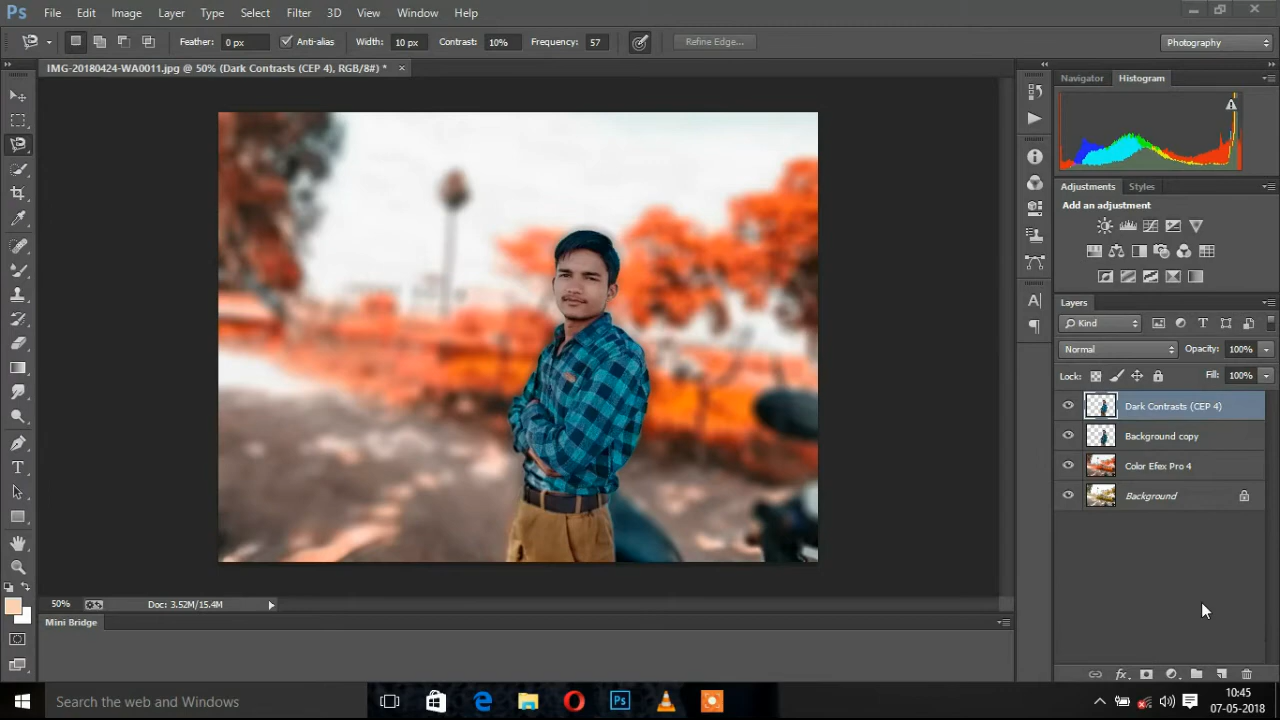 Ps File Edit Image Layer Type Select Filter 3D View Window Help
Feather: 0 px Anti-alias Width: 10 px Contrast: 10% Frequency: 57 Refine Edge... Photography
IMG-20180424-WA0011.jpg @ 50% (Dark Contrasts (CEP 4), RGB/8#) * ×
Navigator Histogram
Adjustments Styles
Add an adjustment
Layers
Kind
Normal Opacity: 100%
Lock: Fill: 100%
Dark Contrasts (CEP 4)
Background copy
Color Efex Pro 4
Background
50% Doc: 3.52M/15.4M
Mini Bridge
Search the web and Windows
10:45
07-05-2018